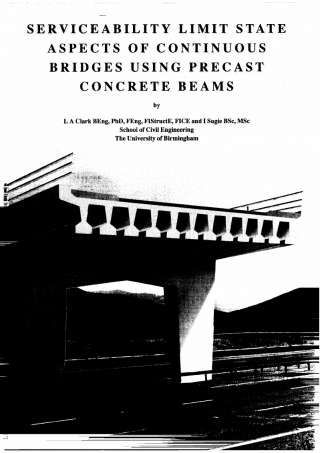 SERVICEABILITY LIMIT STATE
ASPECTS OF CONTINUOUS
BRIDGES USING PRECAST
CONCRETE BEAMS
by
L A Clark BEng, PhD, FEng, FIStructE, FICE and I Sugie BSc, MSc
School of Civil Engineering
The University of Birmingham